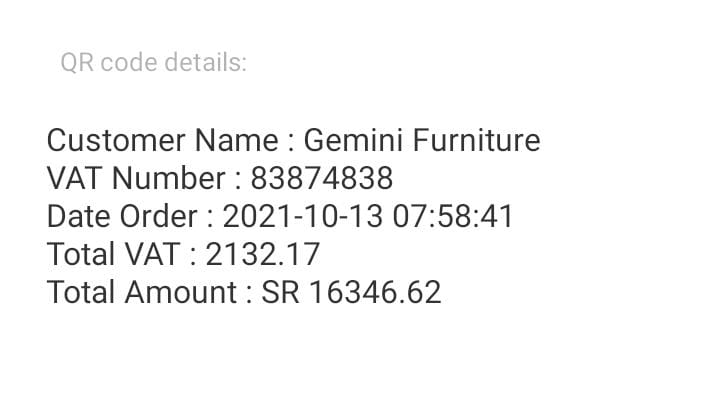 QR code details:
Customer Name : Gemini Furniture
VAT Number : 83874838
Date Order : 2021-10-13 07:58:41
Total VAT : 2132.17
Total Amount : SR 16346.62